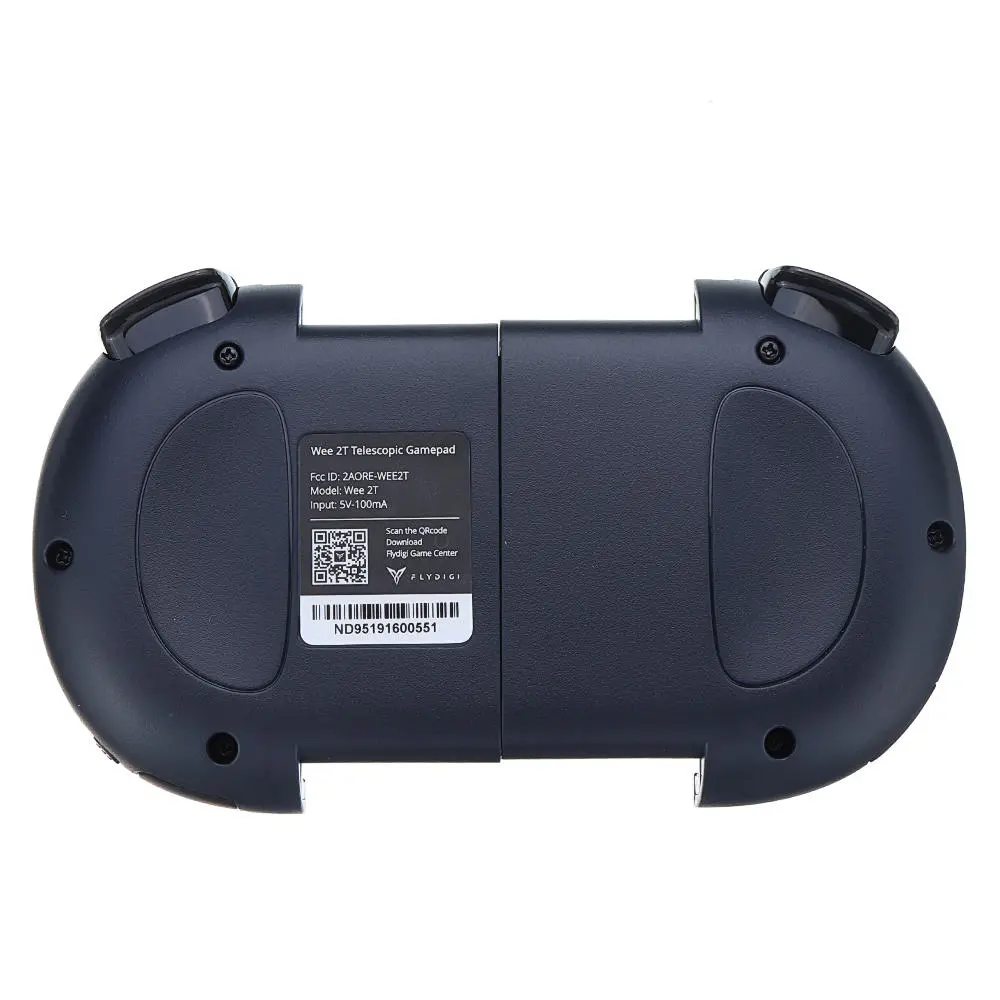 Wee 2T Telescopic Gamepad
Fcc ID: 2AORE-WEE2T
Model: Wee 2T
Input: 5V-100mA
Scan the QRcode
Download
Flydigi Game Center
FLYDIGI
ND95191600551